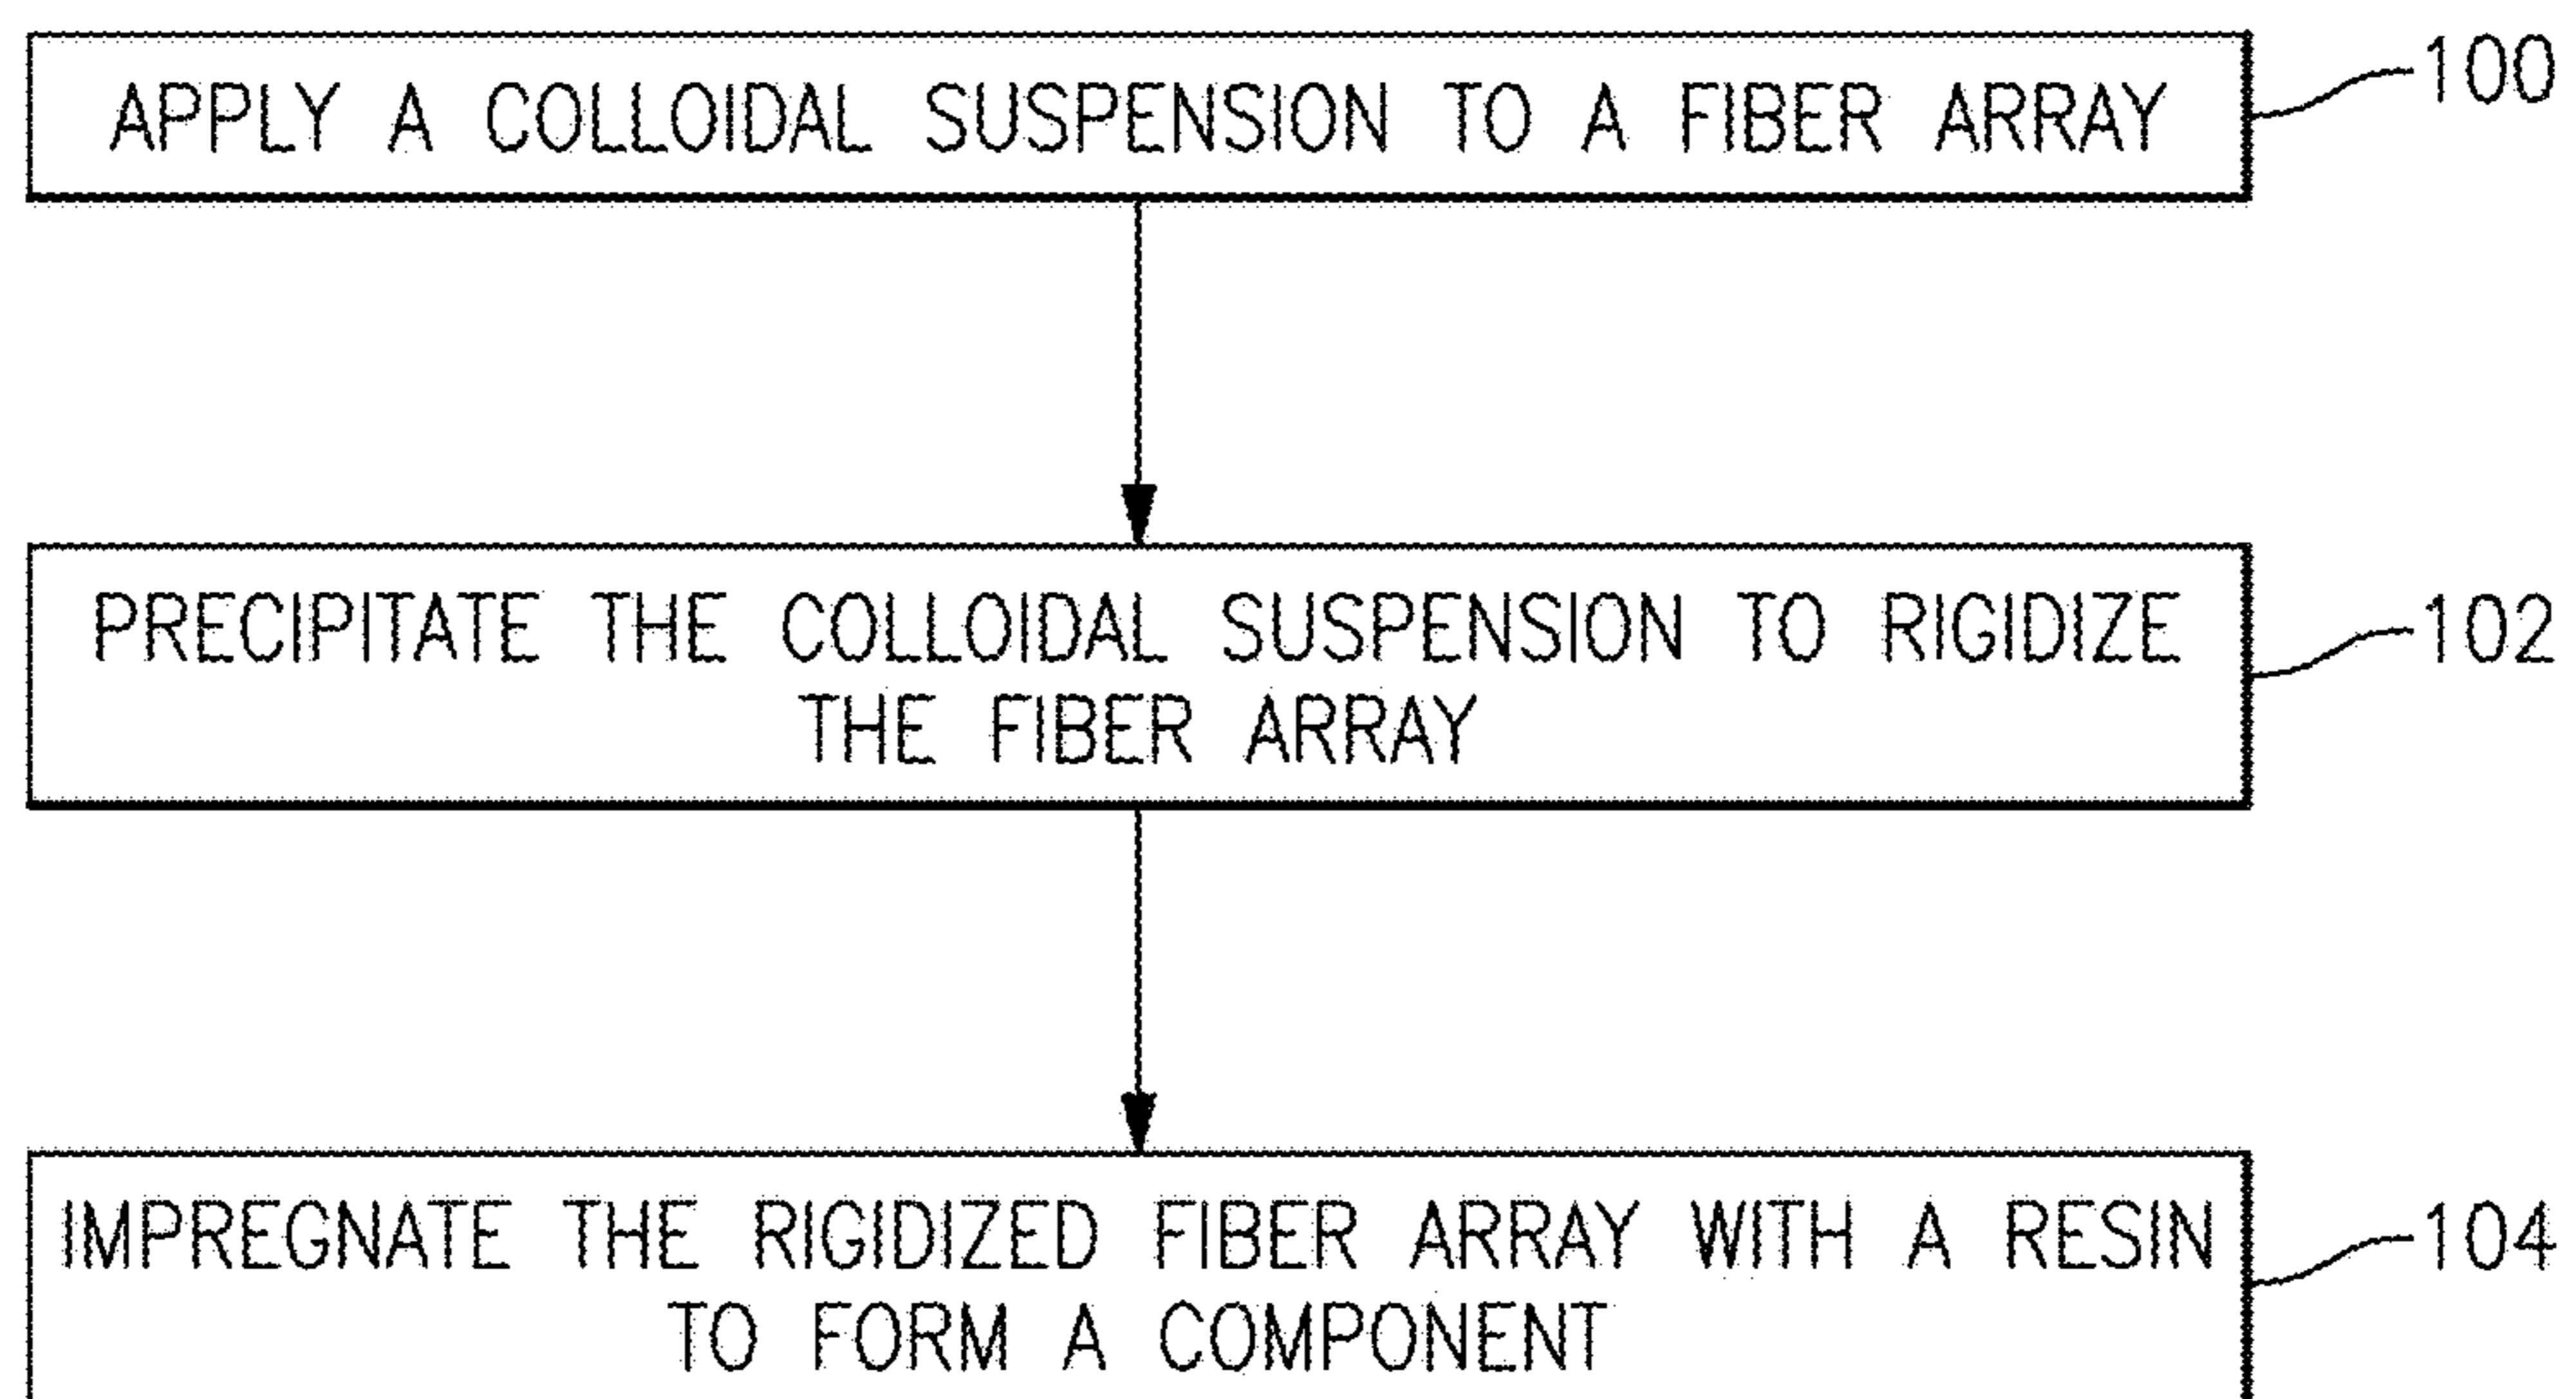 APPLY A COLLOIDAL SUSPENSION TO A FIBER ARRAY
100
PRECIPITATE THE COLLOIDAL SUSPENSION TO RIGIDIZE
THE FIBER ARRAY
102
IMPREGNATE THE RIGIDIZED FIBER ARRAY WITH A RESIN
TO FORM A COMPONENT
104